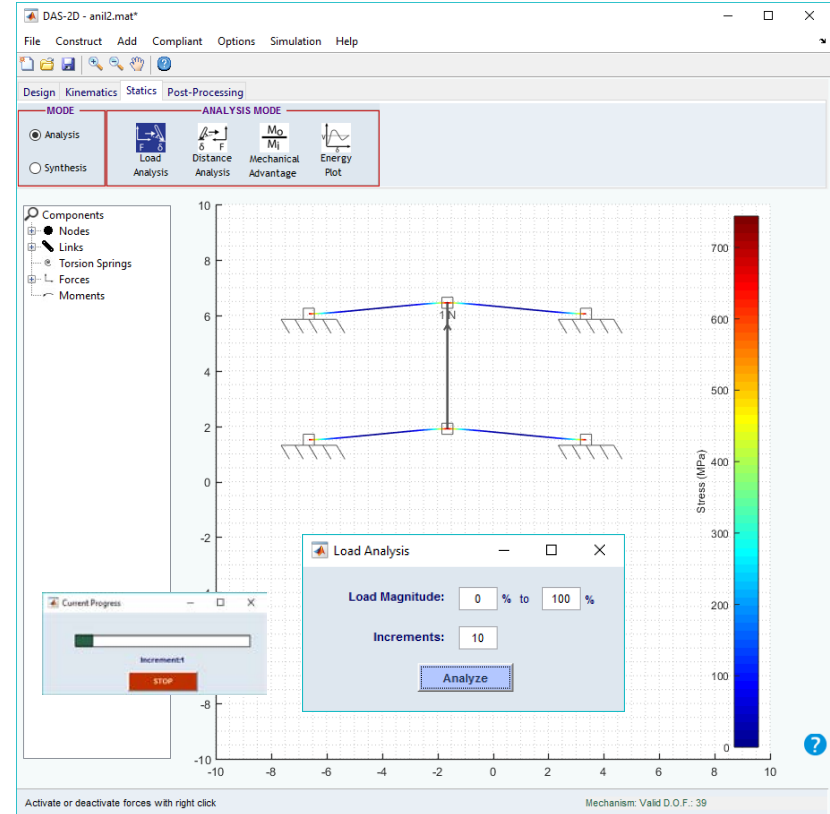 DAS-2D - anil2.mat*
File Construct Add Compliant Options Simulation Help
Design Kinematics Statics Post-Processing
MODE
ANALYSIS MODE
Analysis
Synthesis
F δ
Load
Analysis
δ F
Distance
Analysis
Mo
Mi
Mechanical
Advantage
V
δ
Energy
Plot
Components
Nodes
Links
Torsion Springs
Forces
Moments
10
8
6
4
2
0
-2
-8
-10
-10 -8 -6 -4 -2 0 2 4 6 8 10
1 N
700
600
500
400
300
200
100
0
Stress (MPa)
Load Analysis
Load Magnitude: 0 % to 100 %
Increments: 10
Analyze
Current Progress
Increment:1
STOP
Activate or deactivate forces with right click
Mechanism: Valid D.O.F.: 39